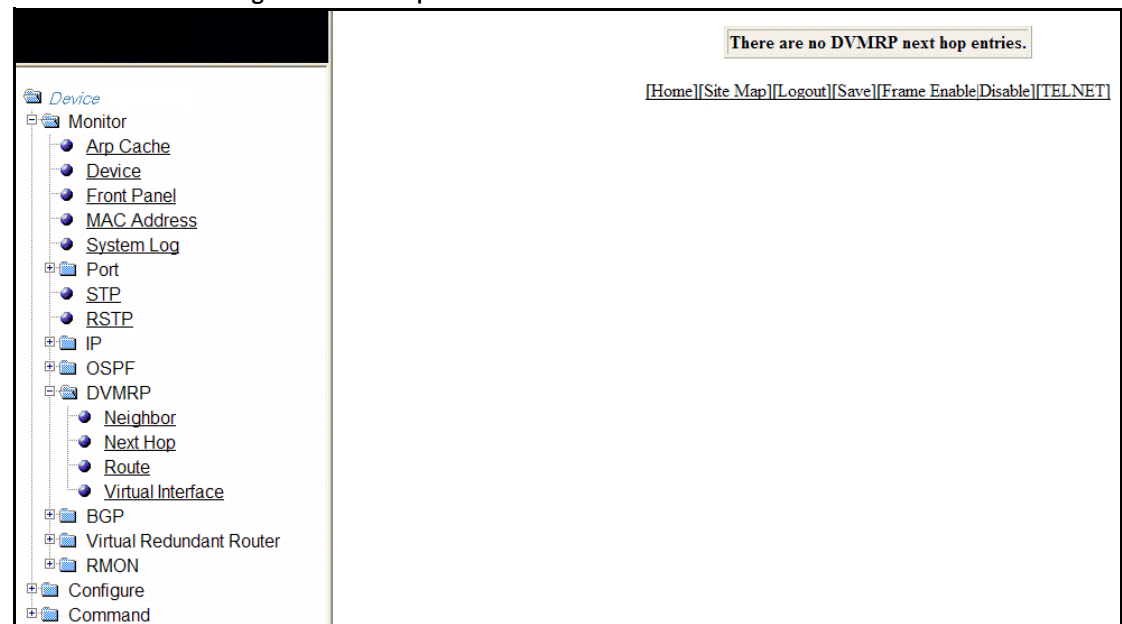 There are no DVMRP next hop entries.
[Home][Site Map][Logout][Save][Frame Enable|Disable][TELNET]
Device
Monitor
Arp Cache
Device
Front Panel
MAC Address
System Log
Port
STP
RSTP
IP
OSPF
DVMRP
Neighbor
Next Hop
Route
Virtual Interface
BGP
Virtual Redundant Router
RMON
Configure
Command